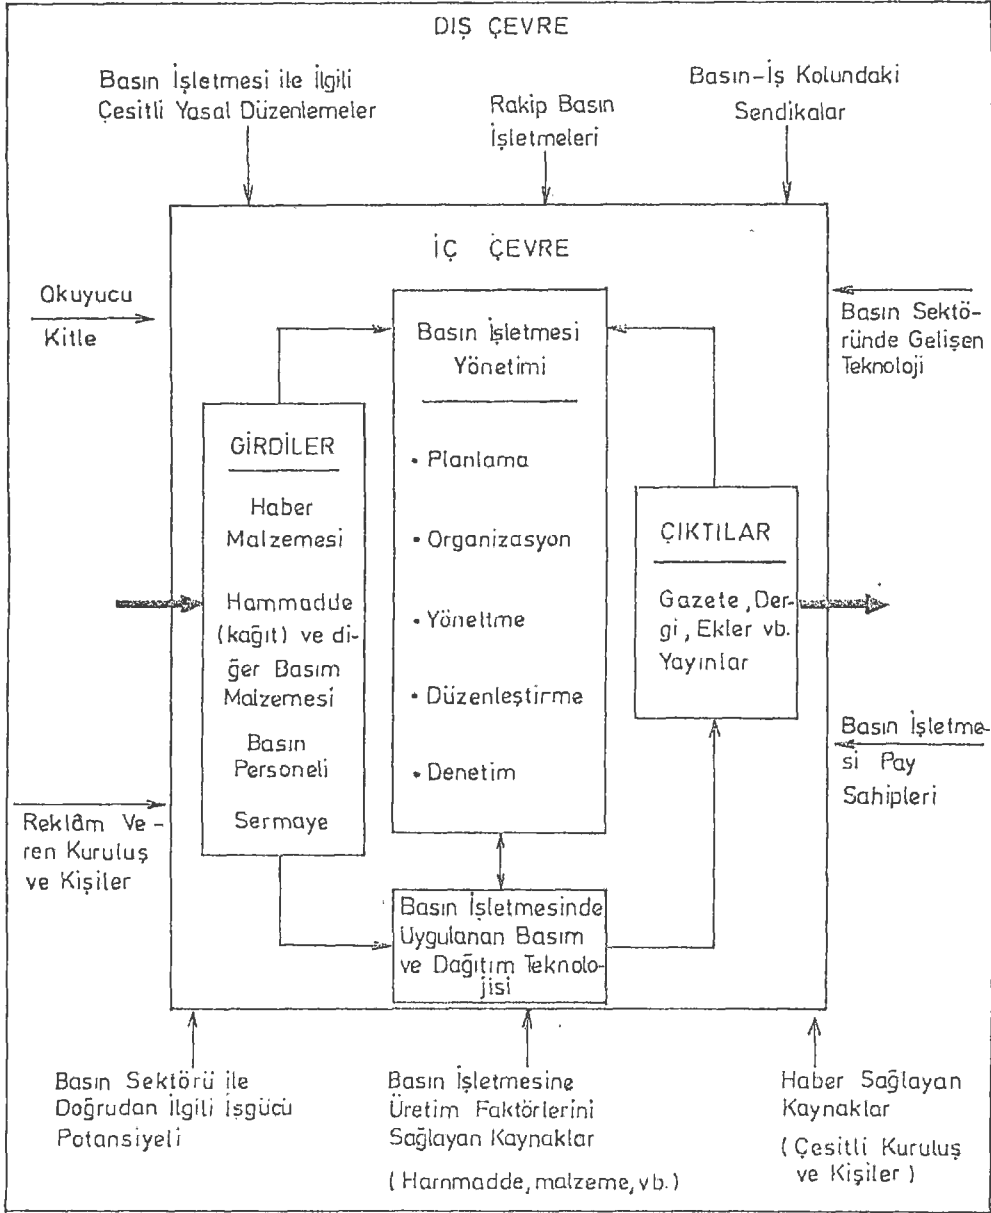 DIŞ ÇEVRE
Basın İşletmesi ile İlgili
Çeşitli Yasal Düzenlemeler
Rakip Basın
İşletmeleri
Basın-İş Kolundaki
Sendikalar
İÇ ÇEVRE
Okuyucu
Kitle
Basın Sektö-
ründe Gelişen
Teknoloji
Basın İşletmesi
Yönetimi
• Planlama
• Organizasyon
• Yöneltme
• Düzenleştirme
• Denetim
GİRDİLER
Haber
Malzemesi
Hammadde
(kağıt) ve di-
ğer Basım
Malzemesi
Basın
Personeli
Sermaye
ÇIKTILAR
Gazete, Der-
gi, Ekler vb.
Yayınlar
Basın İşletme-
si Pay
Sahipleri
Reklâm Ve-
ren Kuruluş
ve Kişiler
Basın İşletmesinde
Uygulanan Basım
ve Dağıtım Teknolo-
jisi
Basın Sektörü ile
Doğrudan İlgili İşgücü
Potansiyeli
Basın İşletmesine
Üretim Faktörlerini
Sağlayan Kaynaklar
(Hammadde, malzeme, vb.)
Haber Sağlayan
Kaynaklar
(Çeşitli Kuruluş
ve Kişiler)